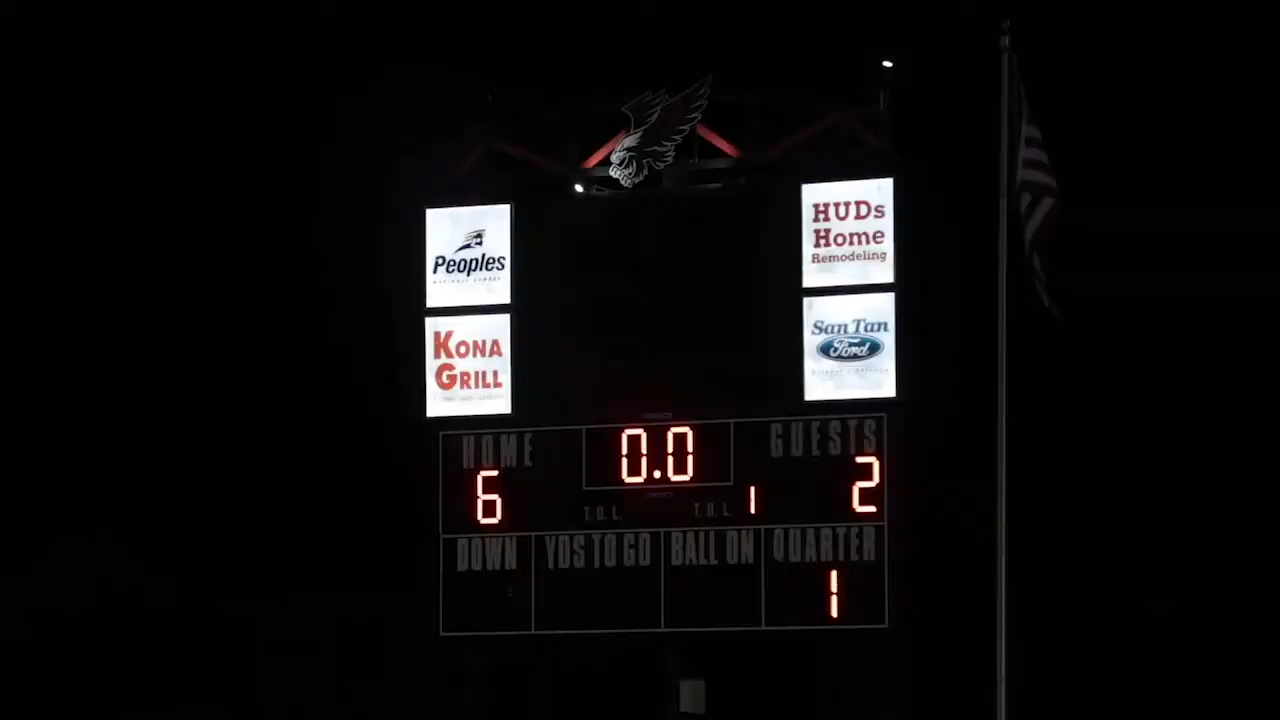 Peoples
HUDs
Home
Remodeling
KONA
GRILL
San Tan
Ford
HOME
0.0
GUESTS
6
2
T.O.L.
T.O.L. 1
DOWN
YDS TO GO
BALL ON
QUARTER
1